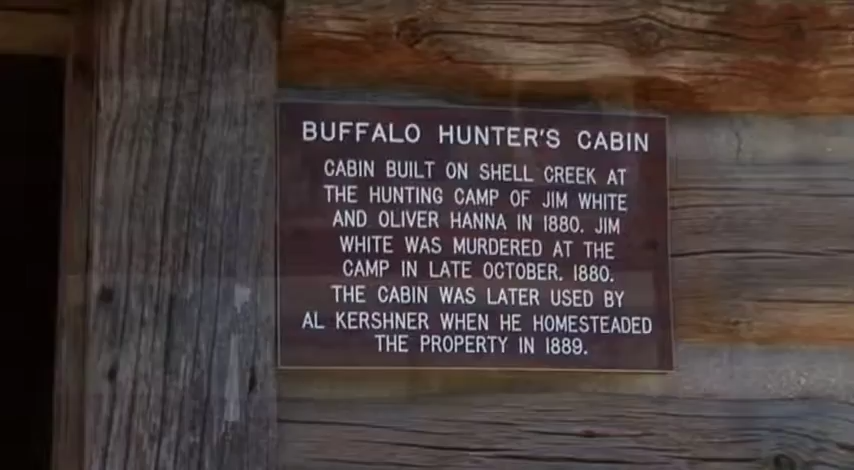 BUFFALO HUNTER'S CABIN
CABIN BUILT ON SHELL CREEK AT
THE HUNTING CAMP OF JIM WHITE
AND OLIVER HANNA IN 1880. JIM
WHITE WAS MURDERED AT THE
CAMP IN LATE OCTOBER. 1880.
THE CABIN WAS LATER USED BY
AL KERSHNER WHEN HE HOMESTEADED
THE PROPERTY IN 1889.